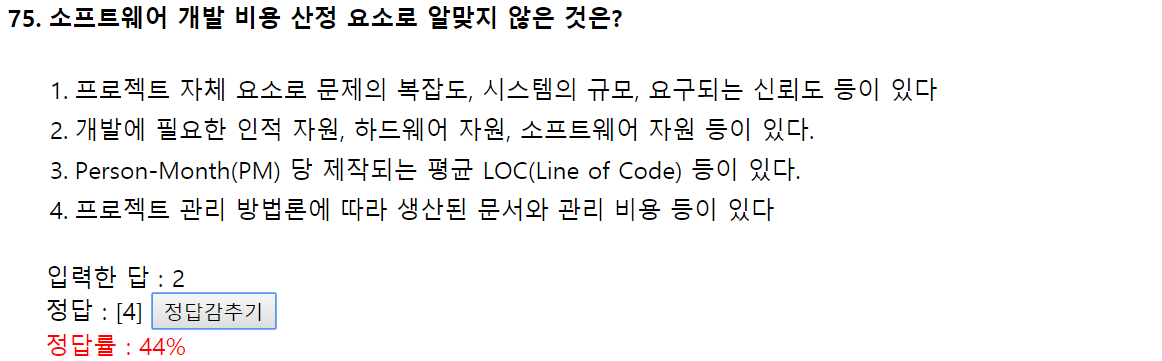 75. 소프트웨어 개발 비용 산정 요소로 알맞지 않은 것은?
1. 프로젝트 자체 요소로 문제의 복잡도, 시스템의 규모, 요구되는 신뢰도 등이 있다
2. 개발에 필요한 인적 자원, 하드웨어 자원, 소프트웨어 자원 등이 있다.
3. Person-Month(PM) 당 제작되는 평균 LOC(Line of Code) 등이 있다.
4. 프로젝트 관리 방법론에 따라 생산된 문서와 관리 비용 등이 있다
입력한 답 : 2
정답 : [4] 정답감추기
정답률 : 44%